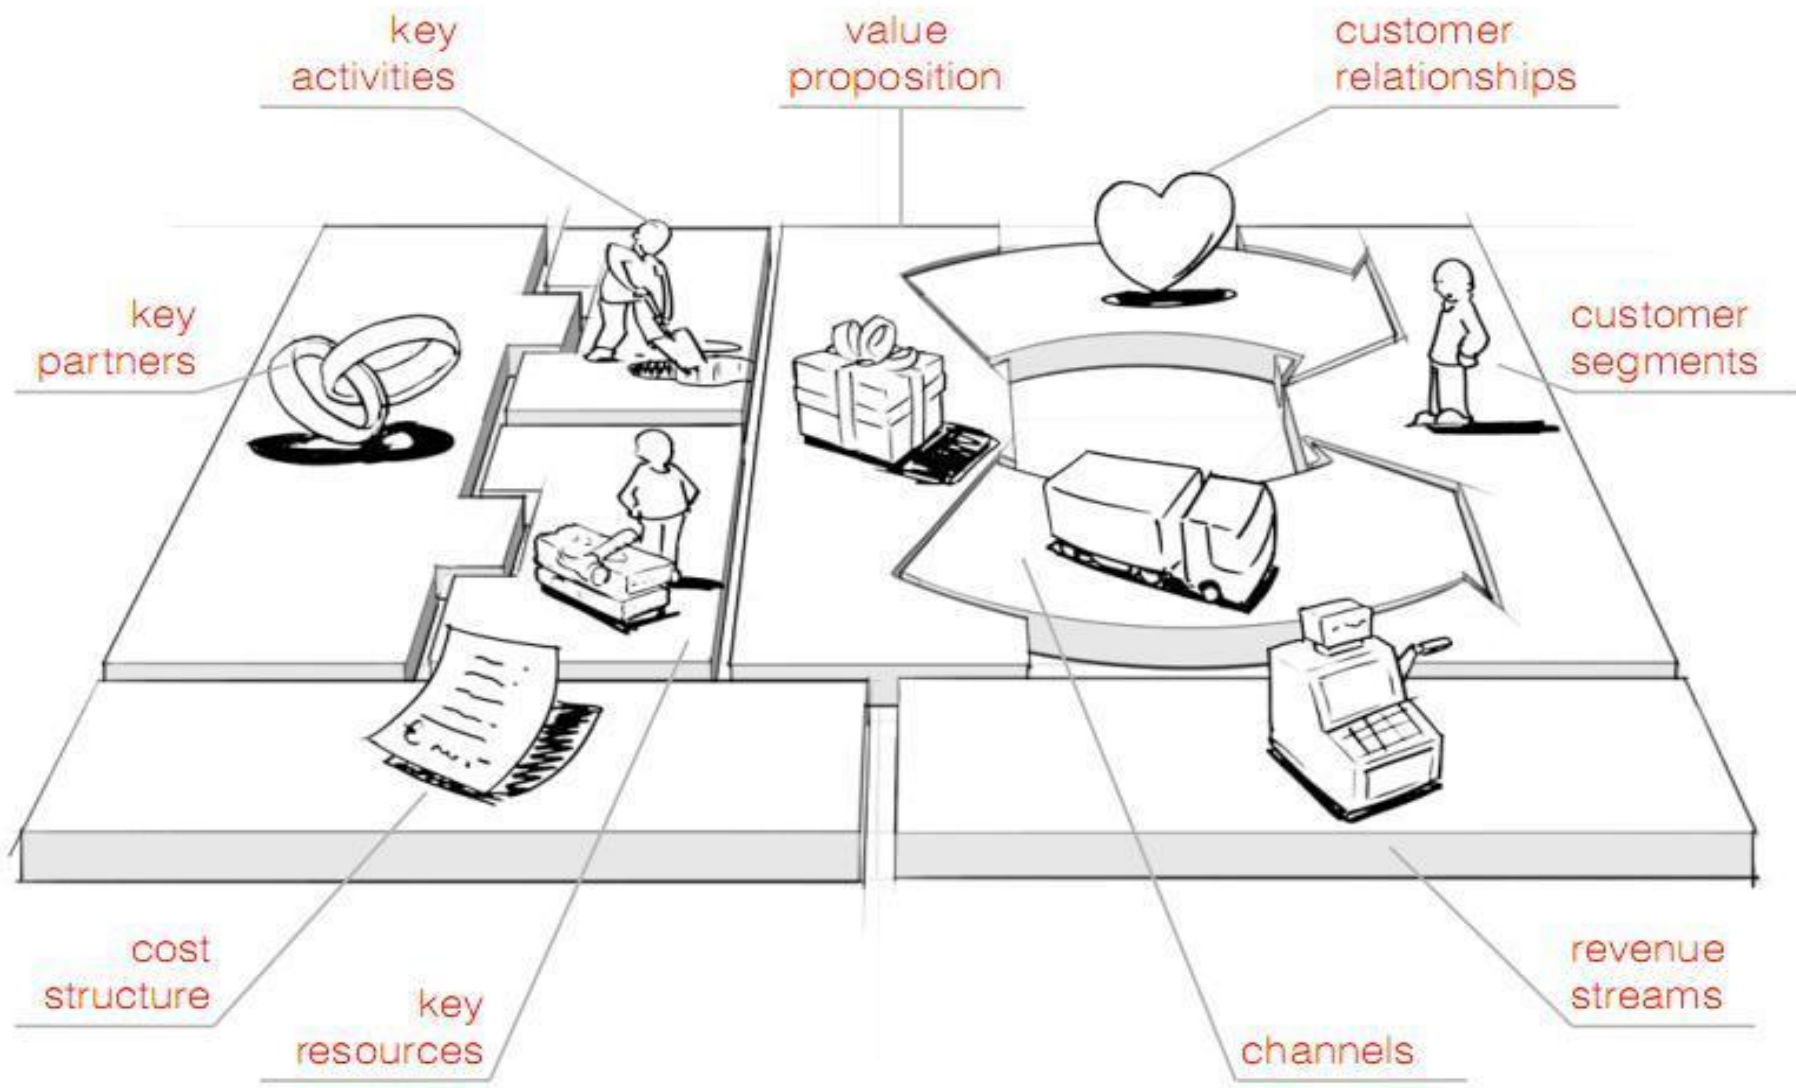 key
activities
value
proposition
customer
relationships
key
partners
customer
segments
cost
structure
key
resources
channels
revenue
streams
€